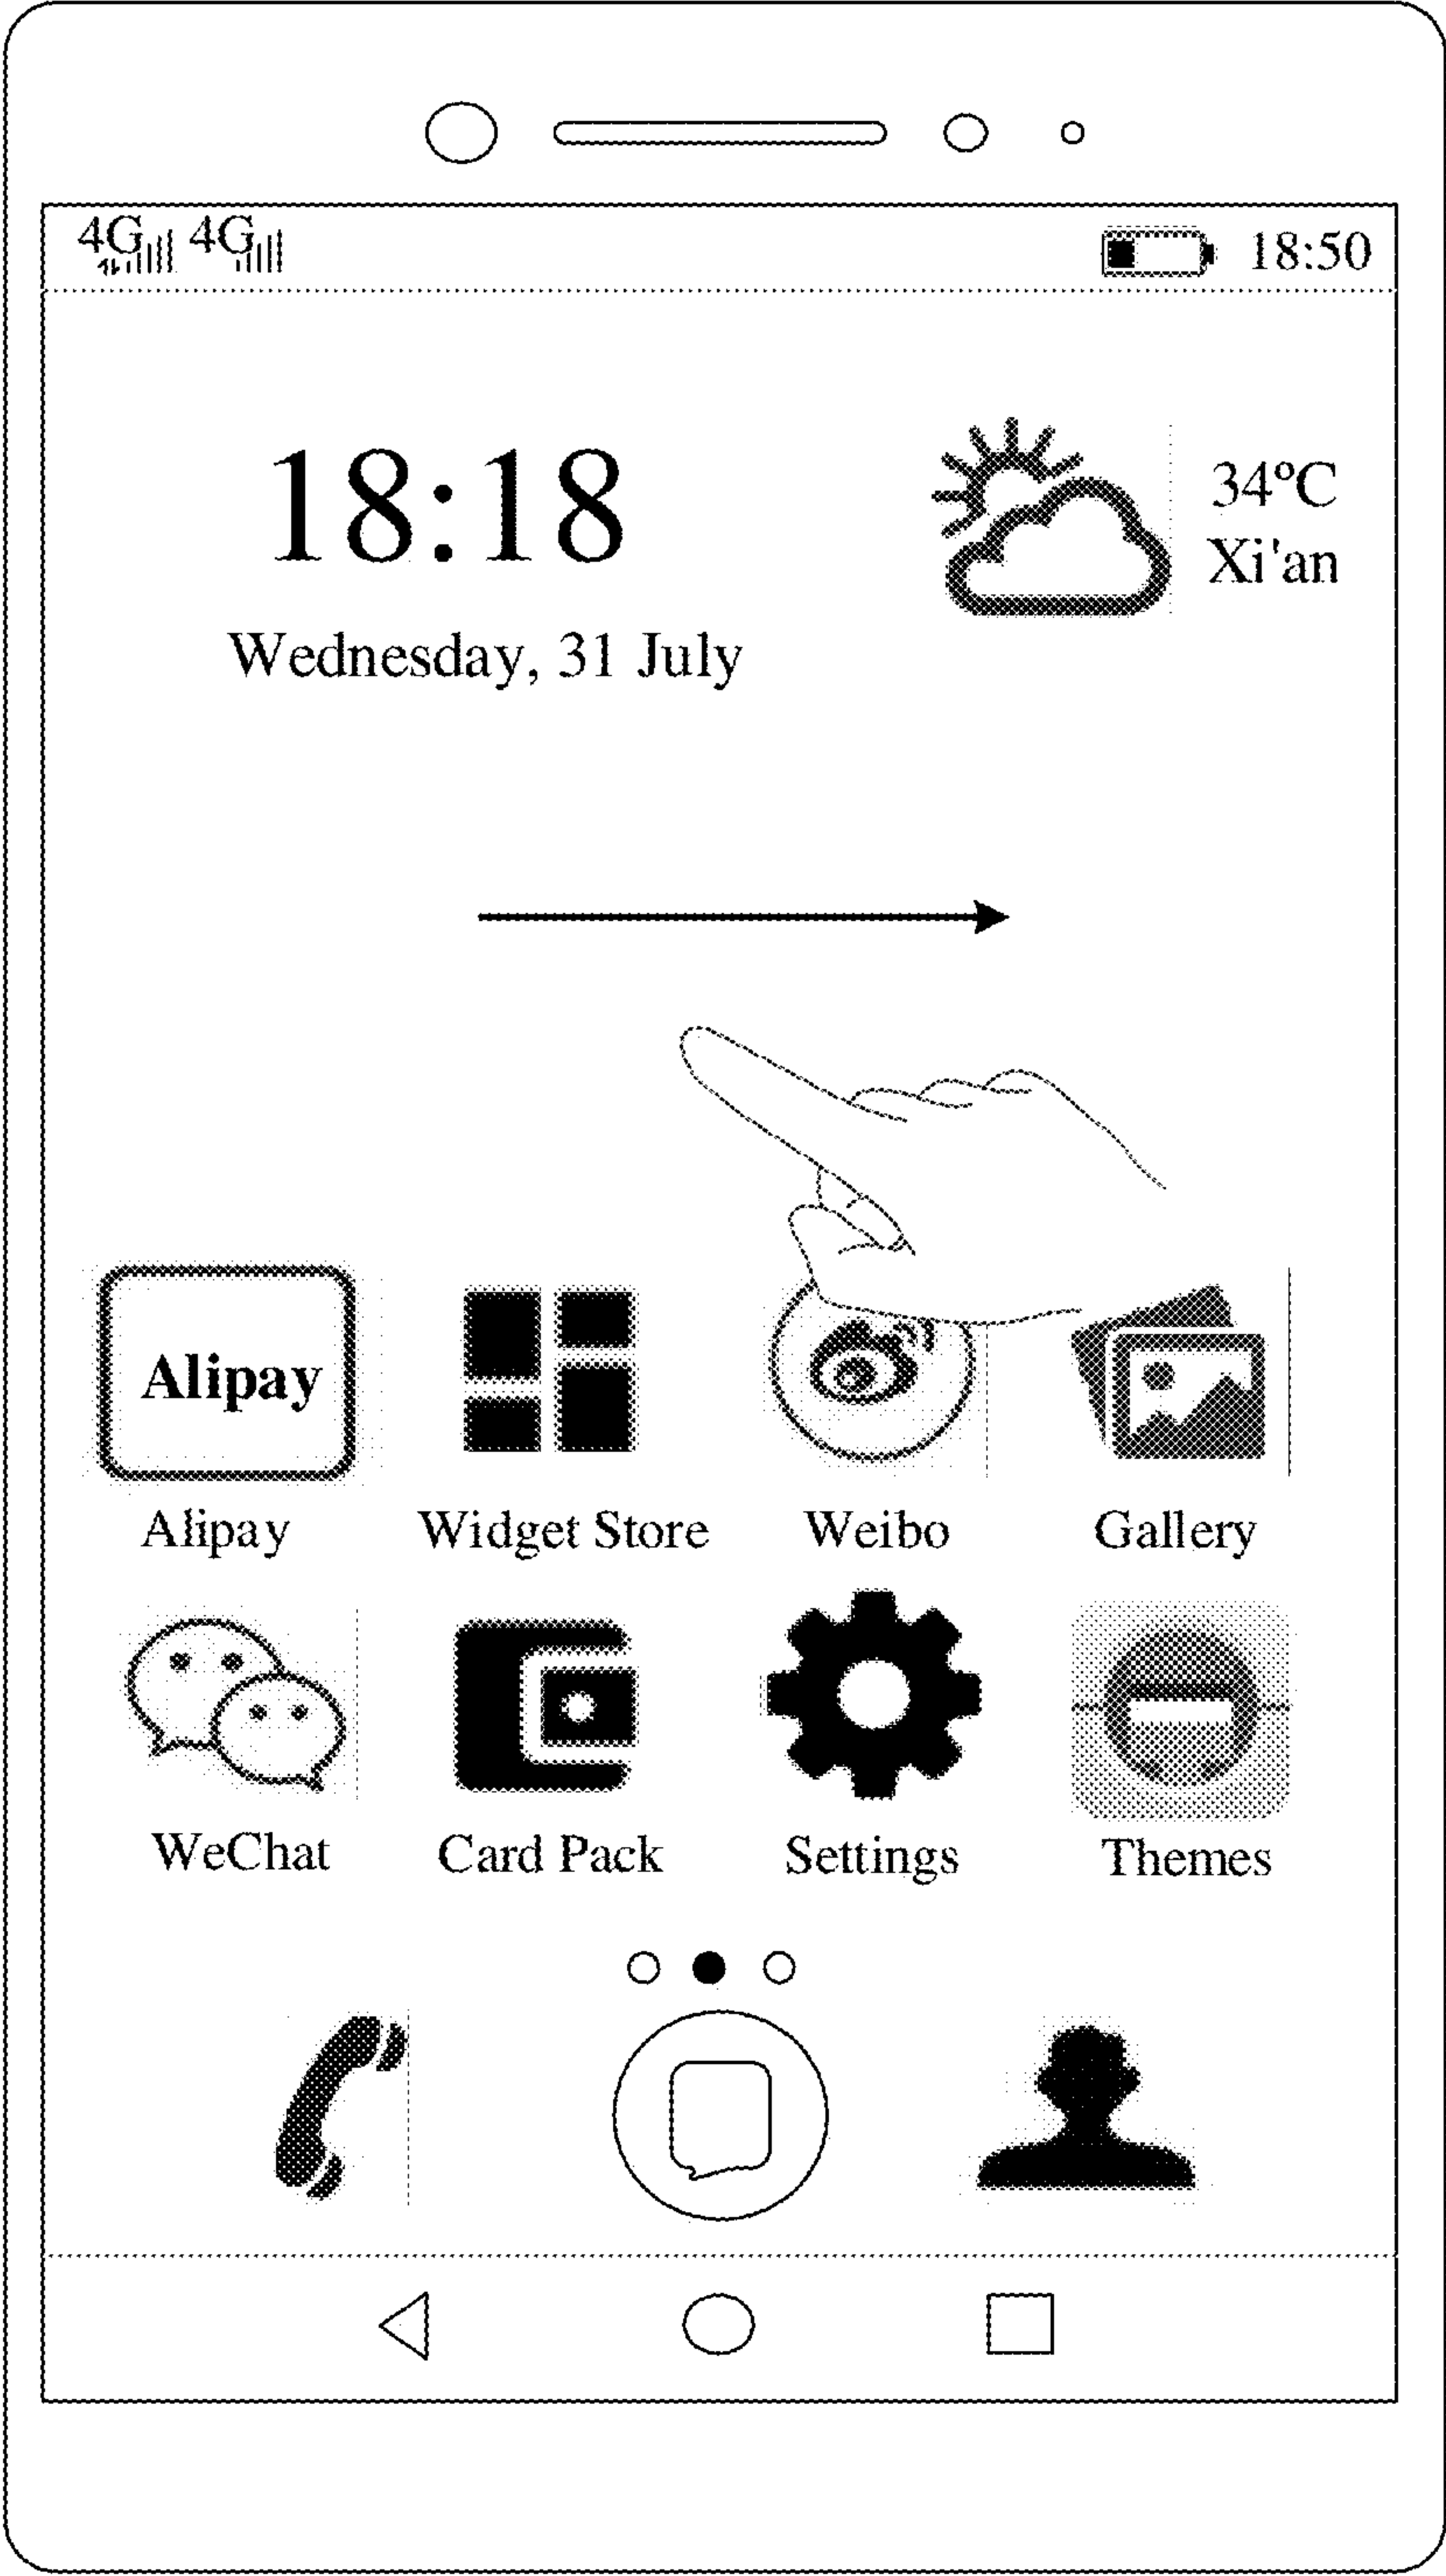 4G 4G 18:50
18:18
34°C
Xi'an
Wednesday, 31 July
Alipay
Alipay Widget Store Weibo Gallery
WeChat Card Pack Settings Themes